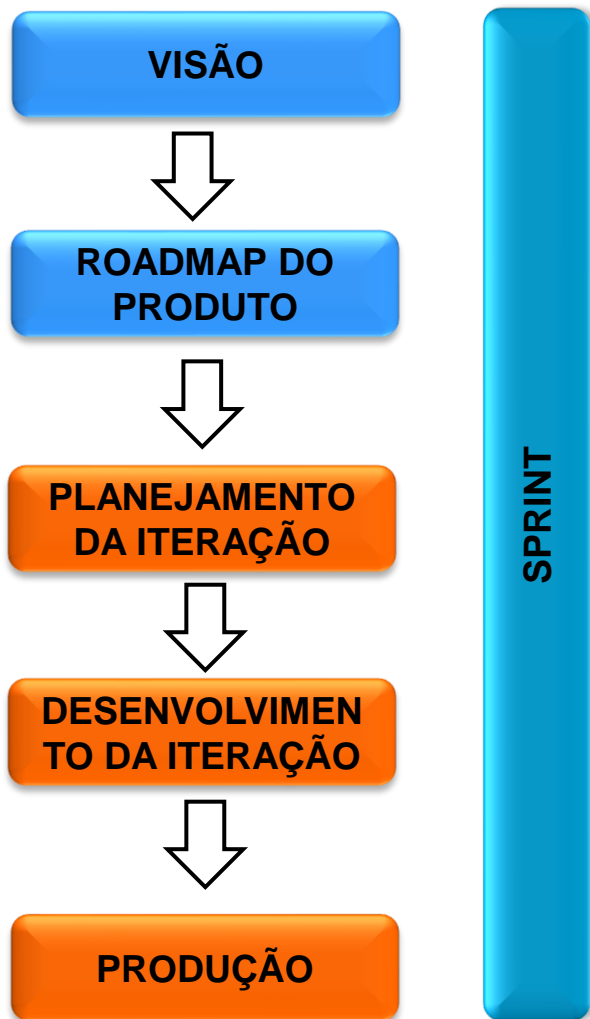 VISÃO
ROADMAP DO
PRODUTO
PLANEJAMENTO
DA ITERAÇÃO
DESENVOLVIMEN
TO DA ITERAÇÃO
PRODUÇÃO
SPRINT